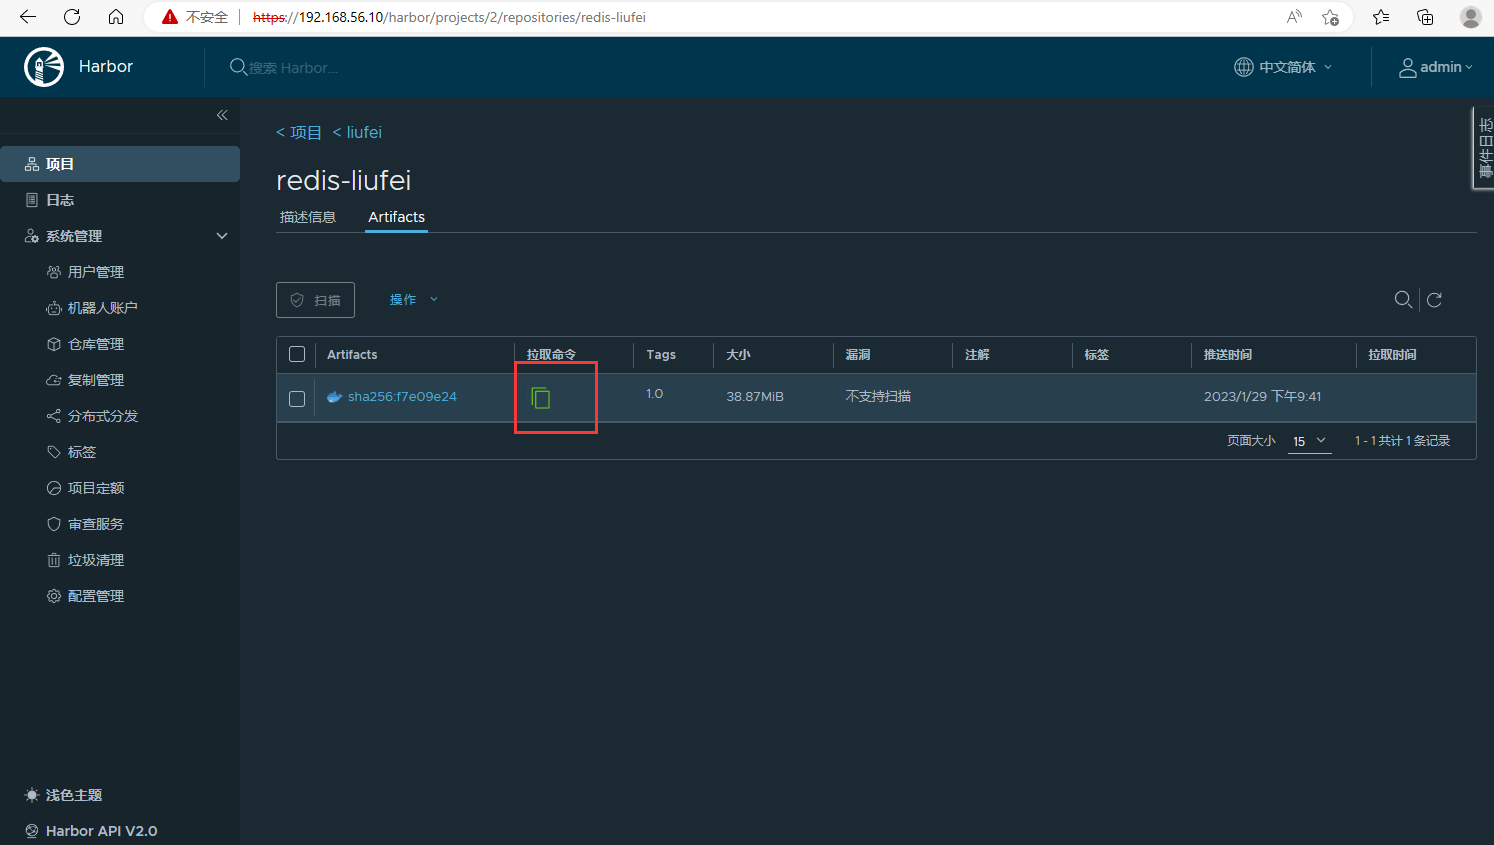 不安全 https://192.168.56.10/harbor/projects/2/repositories/redis-liufei
Harbor 搜索 Harbor... 中文简体 admin
事件日志
项目
日志
系统管理
用户管理
机器人账户
仓库管理
复制管理
分布式分发
标签
项目定额
审查服务
垃圾清理
配置管理
浅色主题
Harbor API V2.0
< 项目 < liufei
redis-liufei
描述信息 Artifacts
扫描 操作
Artifacts 拉取命令 Tags 大小 漏洞 注解 标签 推送时间 拉取时间
sha256:f7e09e24 1.0 38.87MiB 不支持扫描 2023/1/29 下午9:41
页面大小 15 1 - 1 共计 1 条记录